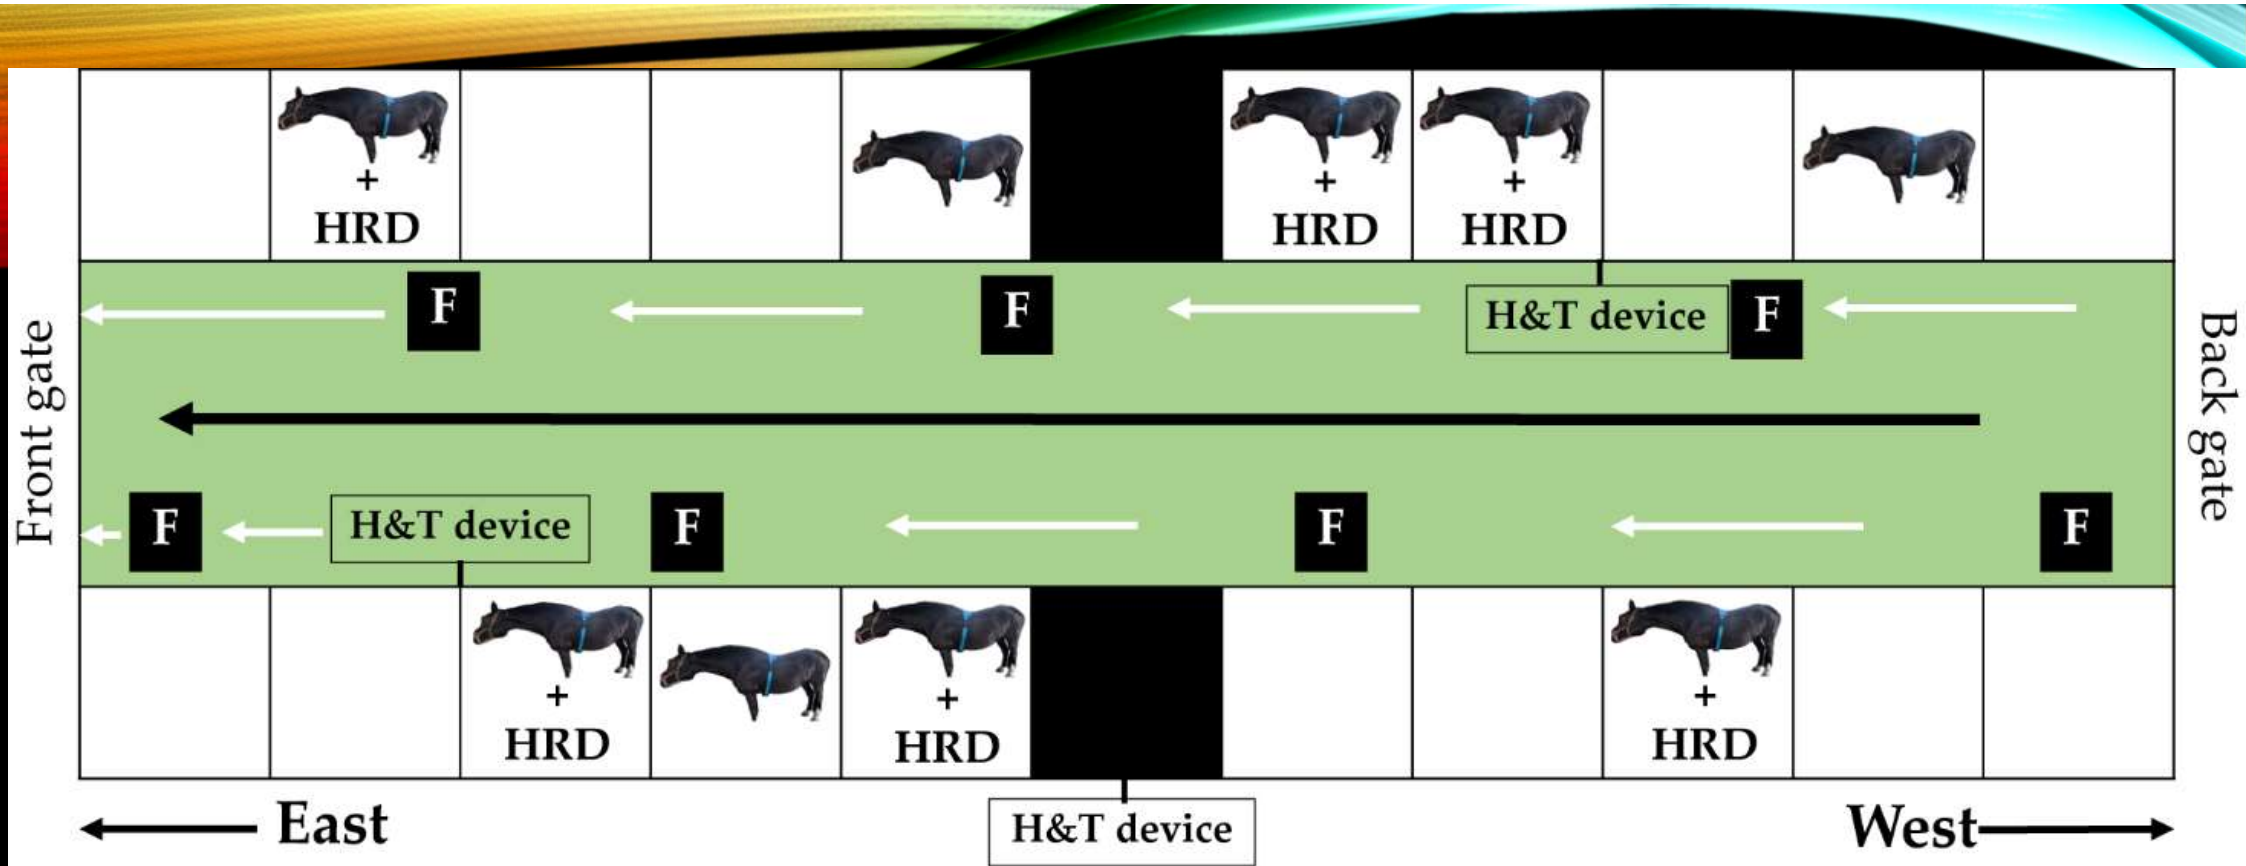 +
HRD
+
HRD
+
HRD
F
F
H&T device
F
Front gate
Back gate
F
H&T device
F
F
F
+
HRD
+
HRD
+
HRD
East
H&T device
West